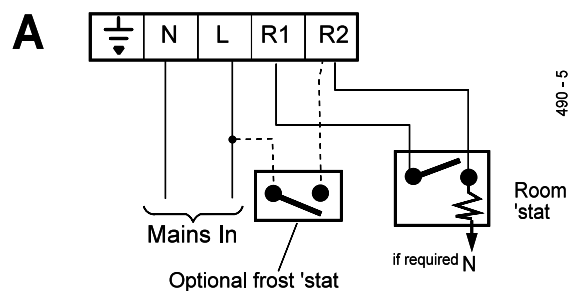 A
N L R1 R2
490 - 5
Room
'stat
Mains In
if required N
Optional frost 'stat